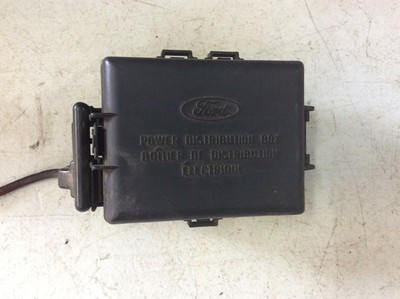 Ford
POWER DISTRIBUTION BOX
BOITIER DE DISTRIBUTION
ELECTRIQUE